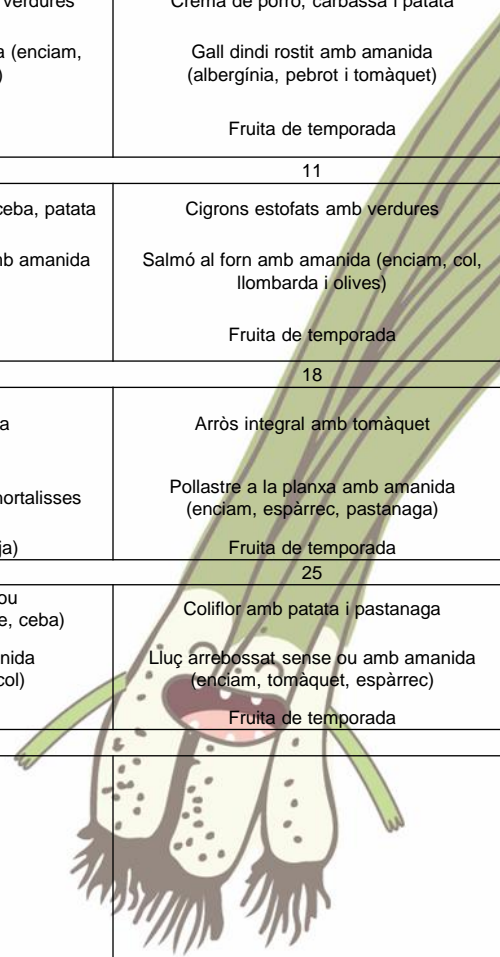 verdures
Crema de porro, carbassa i patata
a (enciam,
)
Gall dindi rostit amb amanida
(albergínia, pebrot i tomàquet)
Fruita de temporada
11
ceba, patata
Cigrons estofats amb verdures
mb amanida
Salmó al forn amb amanida (enciam, col,
llombarda i olives)
Fruita de temporada
18
a
Arròs integral amb tomàquet
hortalisses
Pollastre a la planxa amb amanida
(enciam, espàrrec, pastanaga)
ja)
Fruita de temporada
25
ou
e, ceba)
Coliflor amb patata i pastanaga
nida
col)
Lluç arrebossat sense ou amb amanida
(enciam, tomàquet, espàrrec)
Fruita de temporada